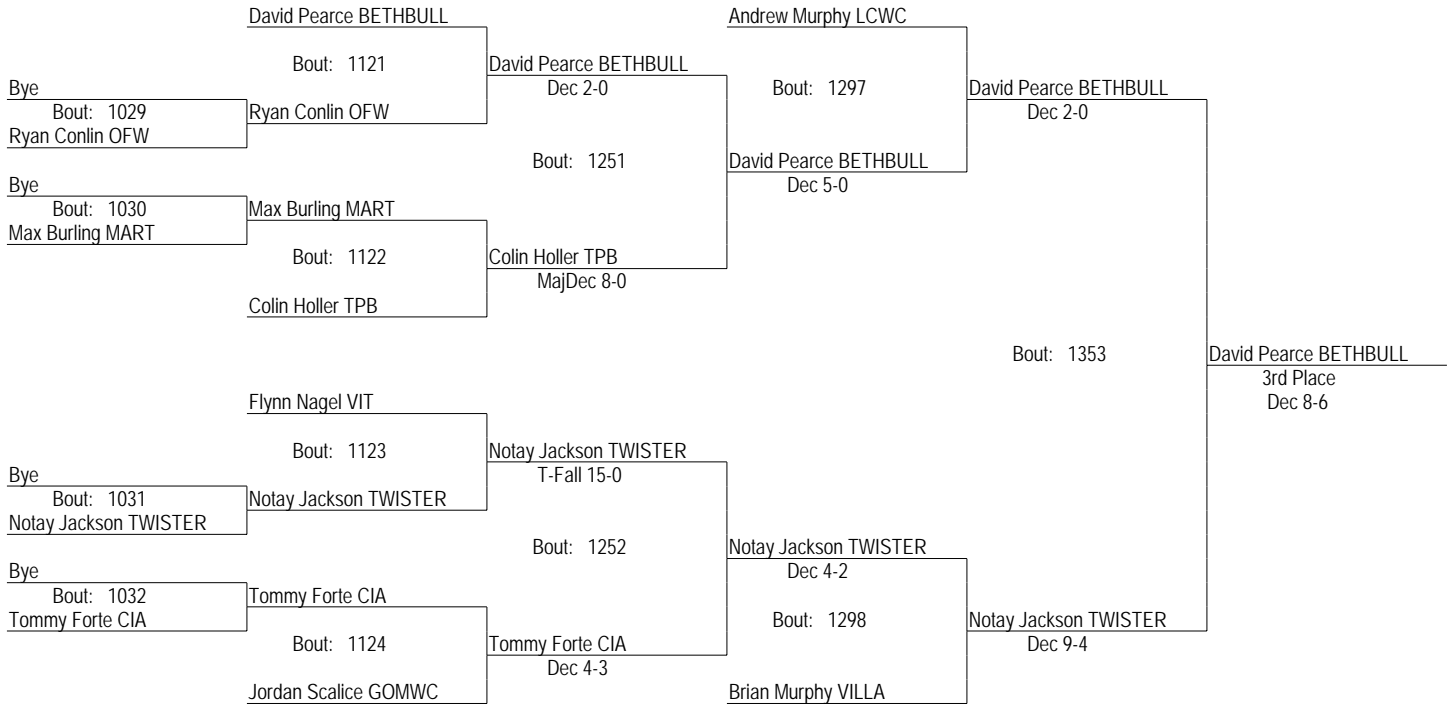 David Pearce BETHBULL
Andrew Murphy LCWC
Bout: 1121
David Pearce BETHBULL
Bye
Dec 2-0
Bout: 1297
David Pearce BETHBULL
Bout: 1029
Ryan Conlin OFW
Dec 2-0
Ryan Conlin OFW
Bout: 1251
David Pearce BETHBULL
Bye
Dec 5-0
Bout: 1030
Max Burling MART
Max Burling MART
Bout: 1122
Colin Holler TPB
MajDec 8-0
Colin Holler TPB
Bout: 1353
David Pearce BETHBULL
3rd Place
Flynn Nagel VIT
Dec 8-6
Bout: 1123
Notay Jackson TWISTER
Bye
T-Fall 15-0
Bout: 1031
Notay Jackson TWISTER
Notay Jackson TWISTER
Bout: 1252
Notay Jackson TWISTER
Bye
Dec 4-2
Bout: 1032
Tommy Forte CIA
Tommy Forte CIA
Bout: 1298
Notay Jackson TWISTER
Bout: 1124
Tommy Forte CIA
Dec 9-4
Dec 4-3
Jordan Scalice GOMWC
Brian Murphy VILLA